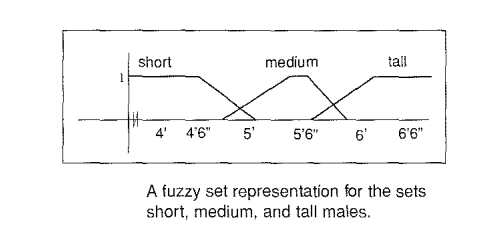 short medium tall
1
4' 4'6" 5' 5'6" 6' 6'6"
A fuzzy set representation for the sets
short, medium, and tall males.